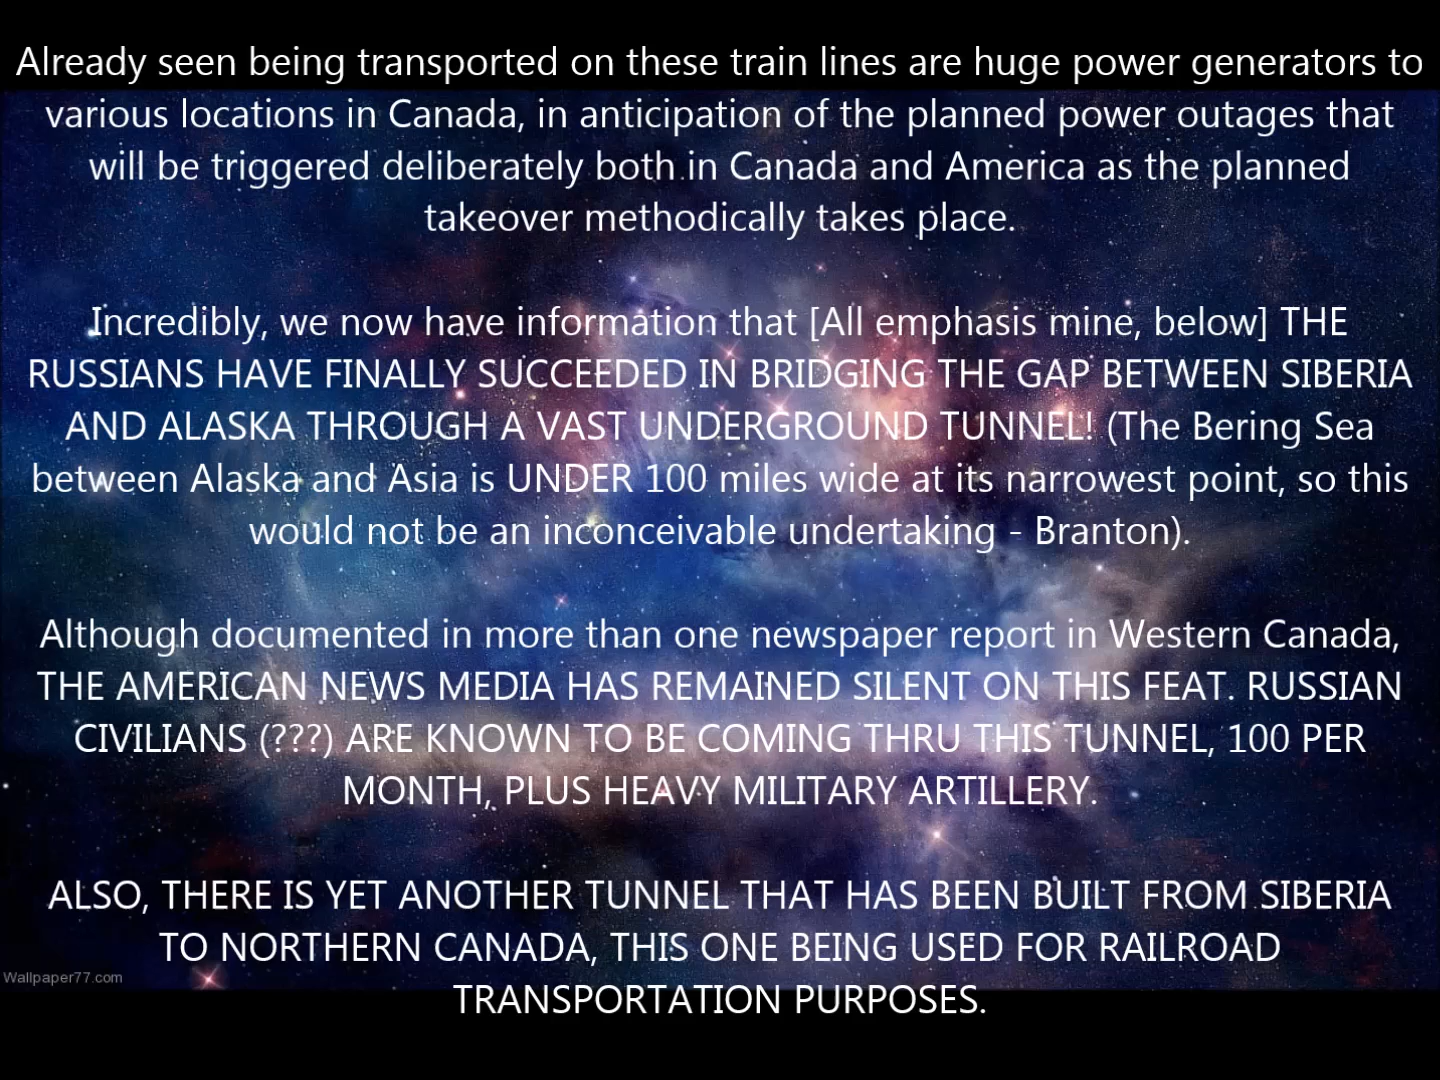 Already seen being transported on these train lines are huge power generators to
various locations in Canada, in anticipation of the planned power outages that
will be triggered deliberately both in Canada and America as the planned
takeover methodically takes place.
Incredibly, we now have information that [All emphasis mine, below] THE
RUSSIANS HAVE FINALLY SUCCEEDED IN BRIDGING THE GAP BETWEEN SIBERIA
AND ALASKA THROUGH A VAST UNDERGROUND TUNNEL! (The Bering Sea
between Alaska and Asia is UNDER 100 miles wide at its narrowest point, so this
would not be an inconceivable undertaking - Branton).
Although documented in more than one newspaper report in Western Canada,
THE AMERICAN NEWS MEDIA HAS REMAINED SILENT ON THIS FEAT. RUSSIAN
CIVILIANS (???) ARE KNOWN TO BE COMING THRU THIS TUNNEL, 100 PER
MONTH, PLUS HEAVY MILITARY ARTILLERY.
ALSO, THERE IS YET ANOTHER TUNNEL THAT HAS BEEN BUILT FROM SIBERIA
TO NORTHERN CANADA, THIS ONE BEING USED FOR RAILROAD
Wallpaper77.com
TRANSPORTATION PURPOSES.